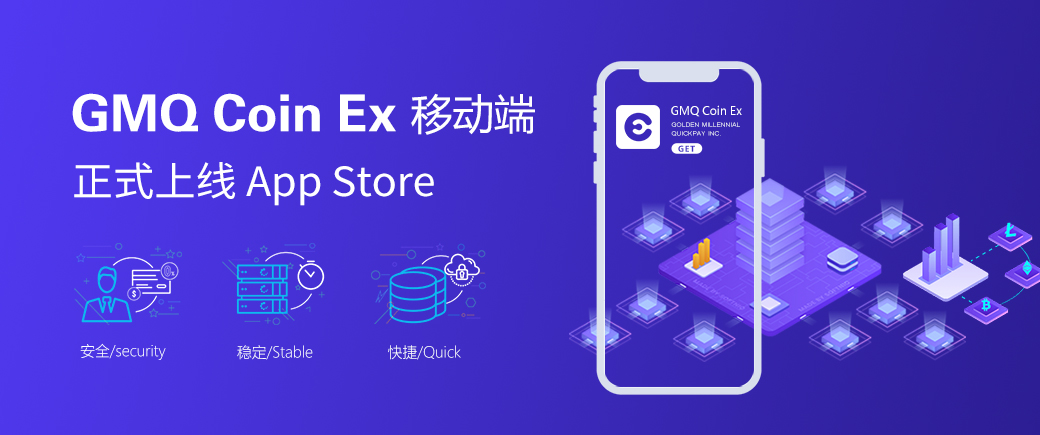 GMQ Coin Ex 移动端
正式上线 App Store
安全/security
稳定/Stable
快捷/Quick
GMQ Coin Ex
GOLDEN MILLENNIAL
QUICKPAY INC.
GET